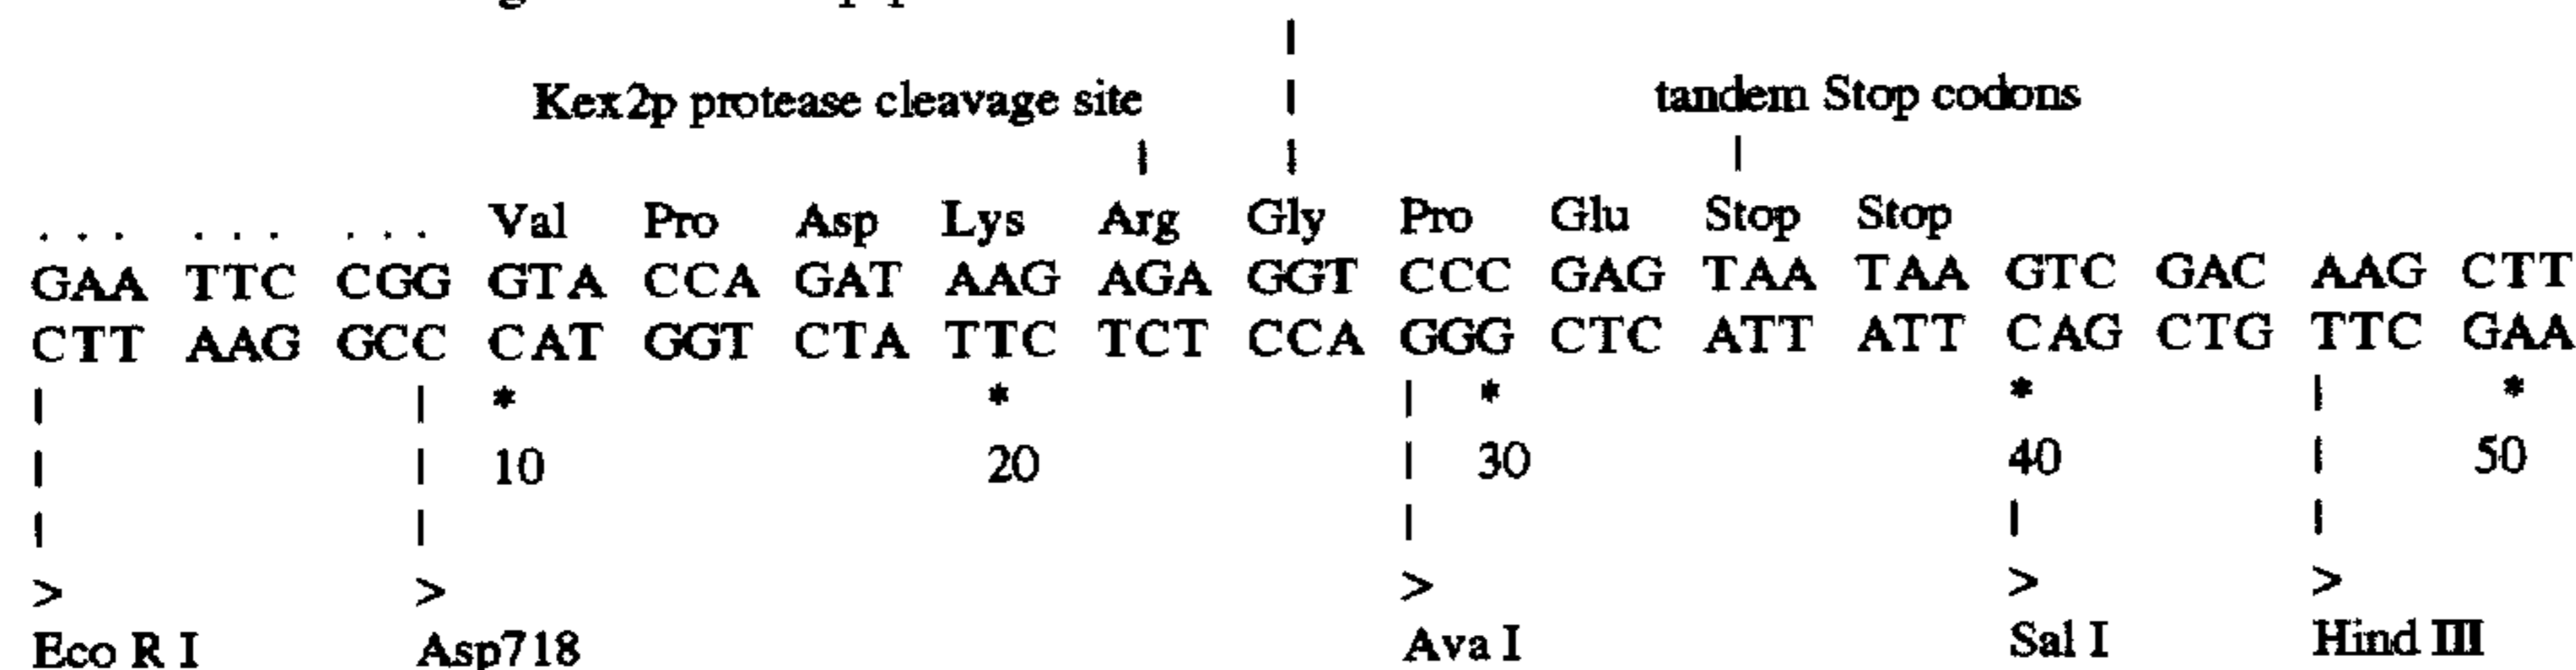 Kex2p protease cleavage site tandem Stop codons
... ... ... Val Pro Asp Lys Arg Gly Pro Glu Stop Stop
GAA TTC CGG GTA CCA GAT AAG AGA GGT CCC GAG TAA TAA GTC GAC AAG CTT
CTT AAG GCC CAT GGT CTA TTC TCT CCA GGG CTC ATT ATT CAG CTG TTC GAA
* * * * *
10 20 30 40 50
> > > > >
Eco R I Asp718 Ava I Sal I Hind III